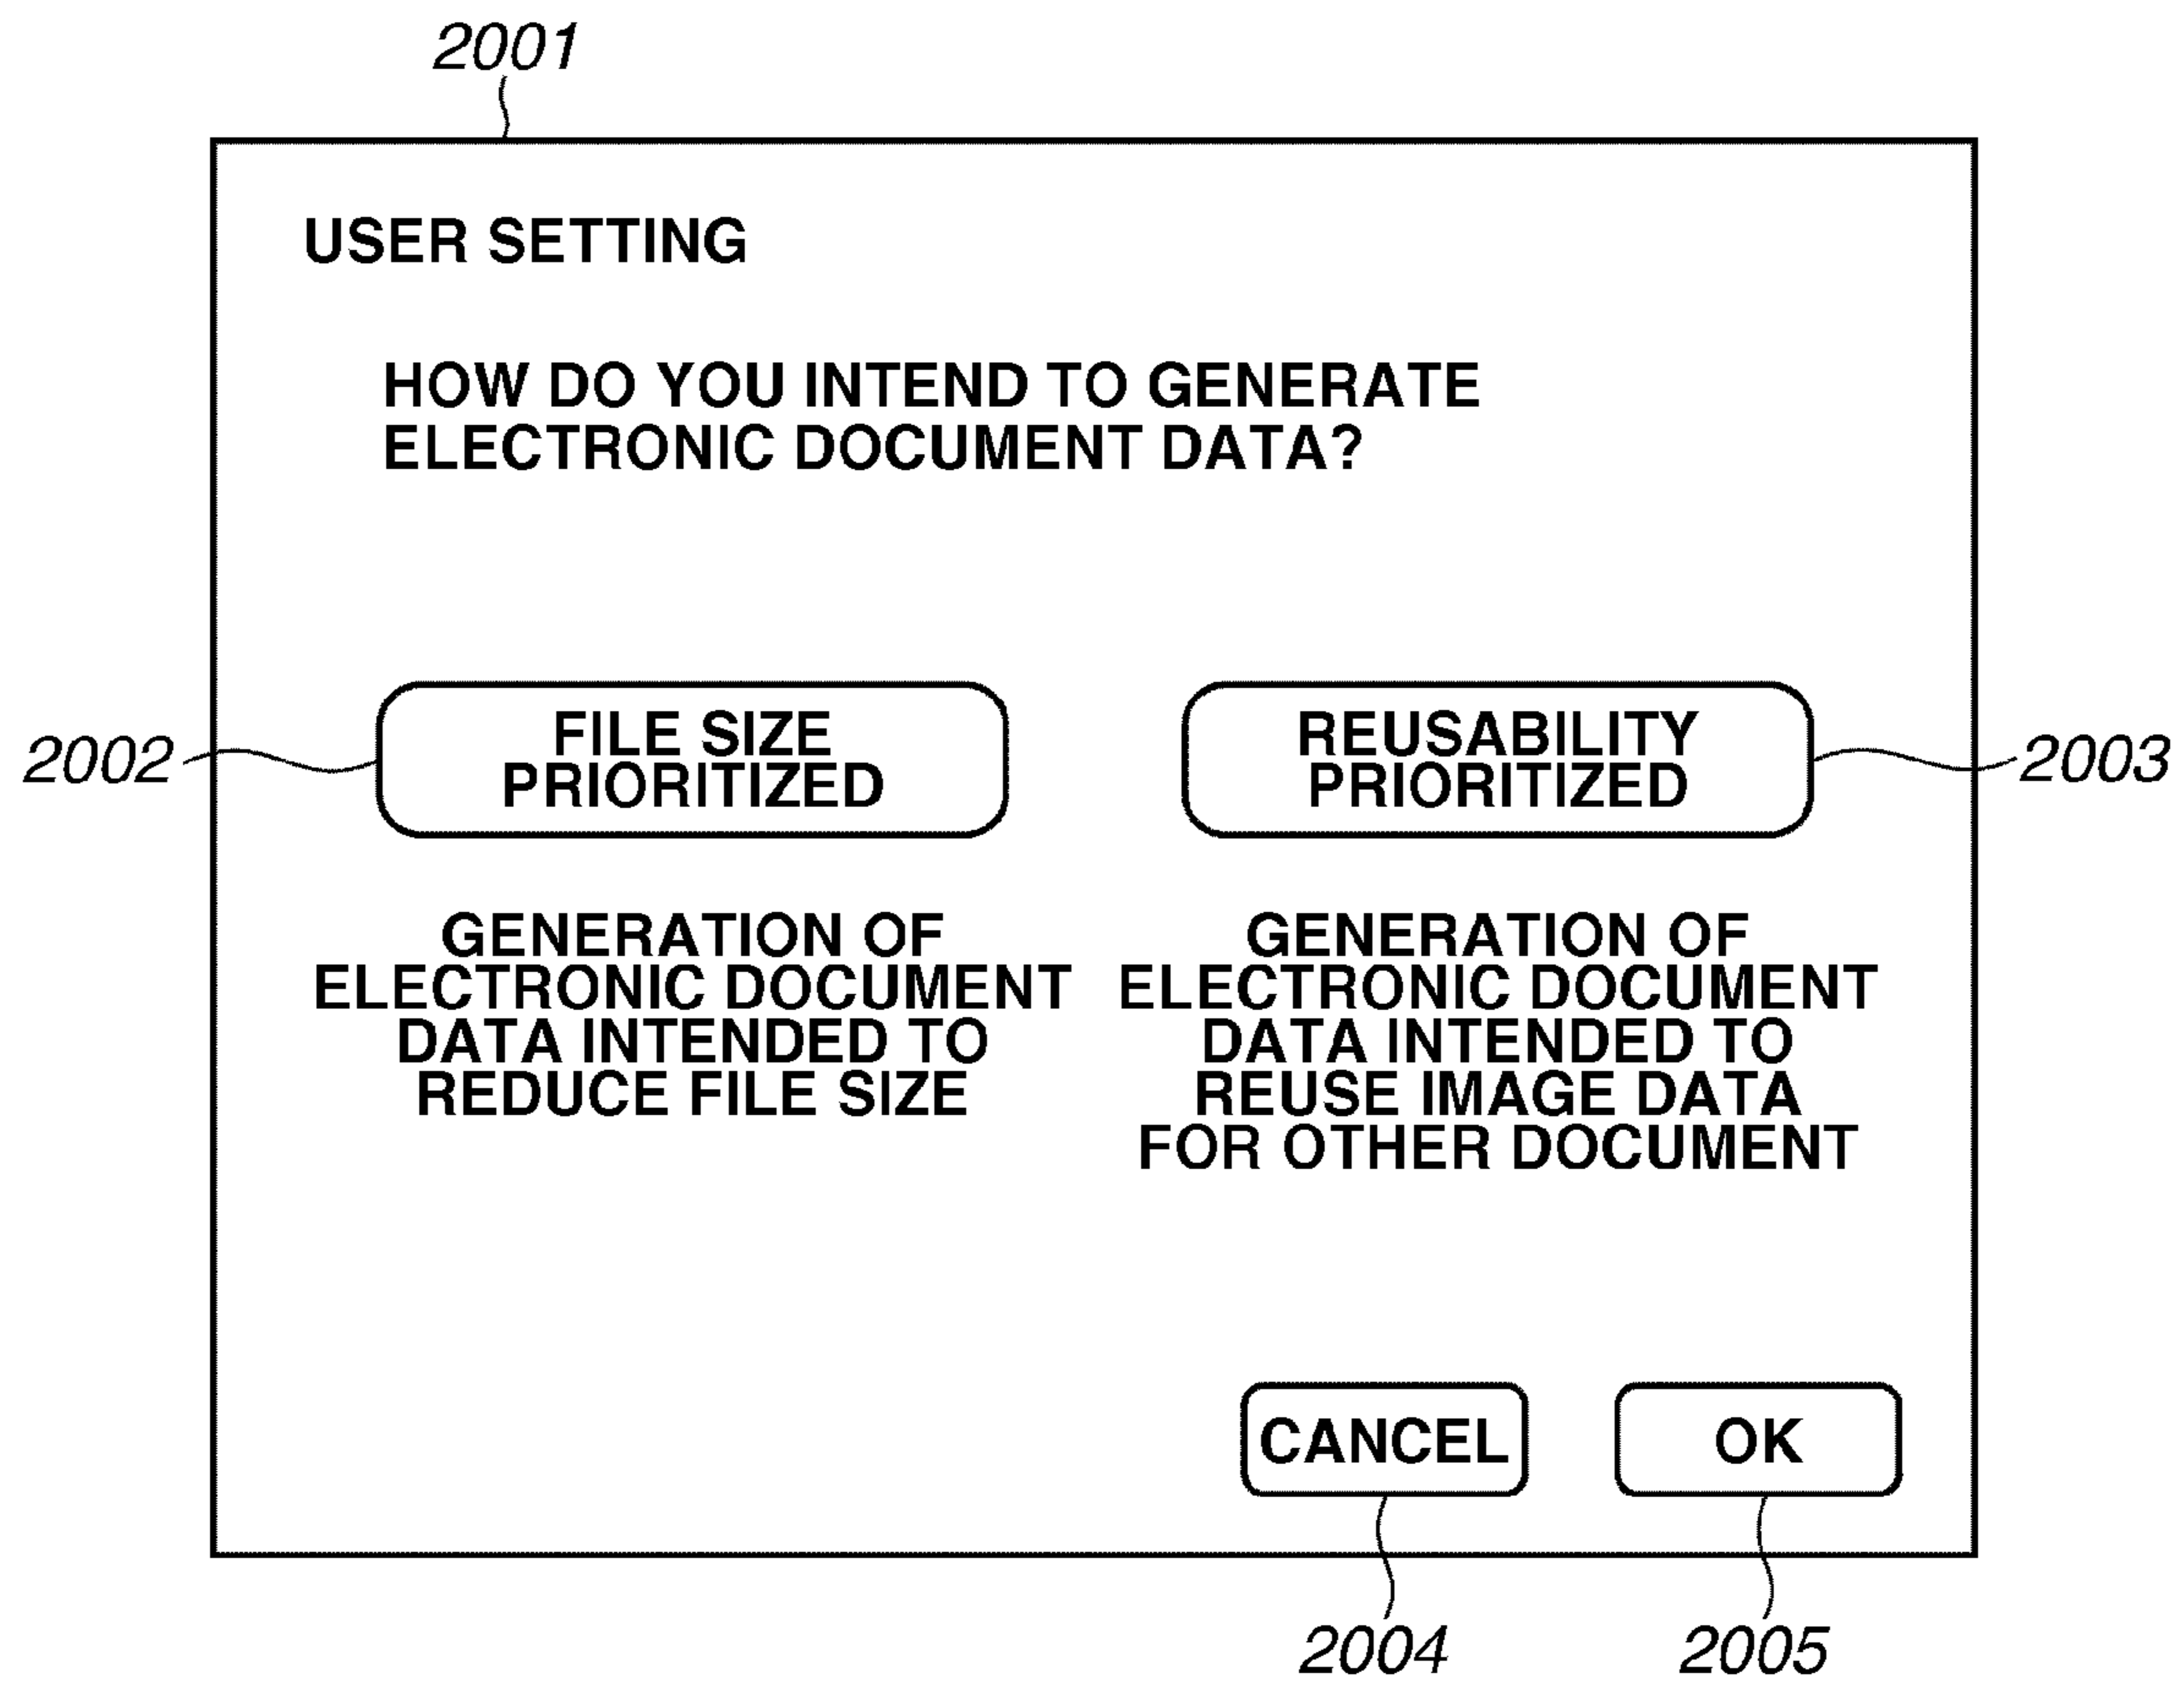 2001
USER SETTING
HOW DO YOU INTEND TO GENERATE
ELECTRONIC DOCUMENT DATA?
2002
FILE SIZE
PRIORITIZED
REUSABILITY
PRIORITIZED
2003
GENERATION OF
ELECTRONIC DOCUMENT
DATA INTENDED TO
REDUCE FILE SIZE
GENERATION OF
ELECTRONIC DOCUMENT
DATA INTENDED TO
REUSE IMAGE DATA
FOR OTHER DOCUMENT
CANCEL
OK
2004
2005